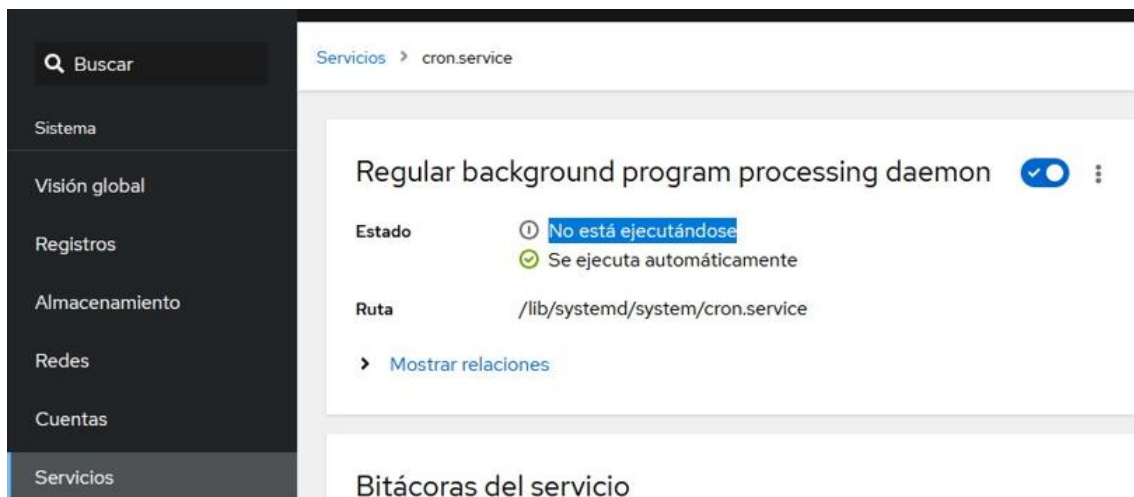 Buscar
Servicios > cron.service
Sistema
Visión global
Registros
Almacenamiento
Redes
Cuentas
Servicios
Regular background program processing daemon
Estado
No está ejecutándose
Se ejecuta automáticamente
Ruta
/lib/systemd/system/cron.service
Mostrar relaciones
Bitácoras del servicio